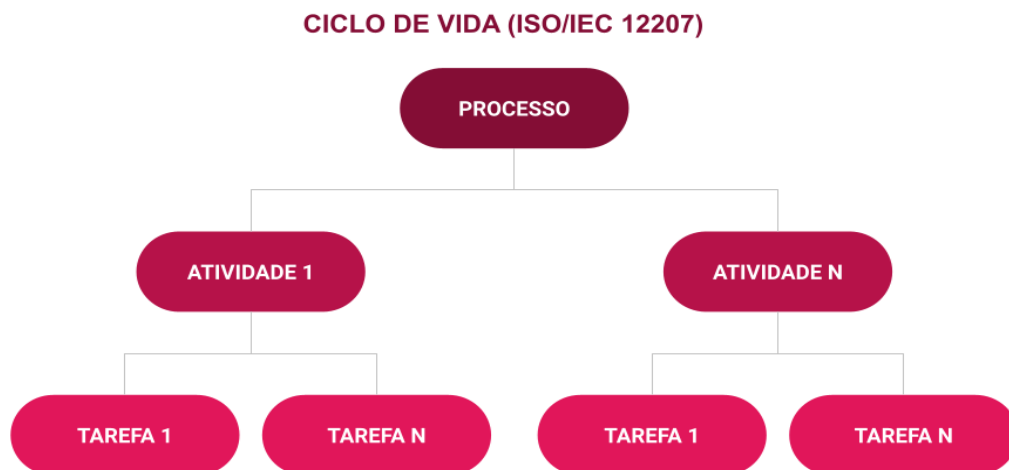 CICLO DE VIDA (ISO/IEC 12207)
PROCESSO
ATIVIDADE 1
ATIVIDADE N
TAREFA 1
TAREFA N
TAREFA 1
TAREFA N